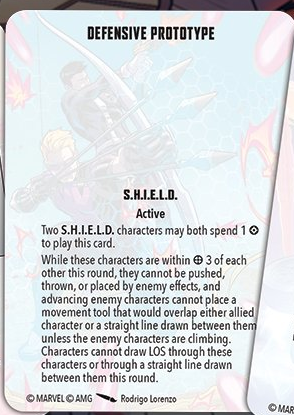 DEFENSIVE PROTOTYPE
S.H.I.E.L.D.
Active
Two S.H.I.E.L.D. characters may both spend 1
to play this card.
While these characters are within 3 of each
other this round, they cannot be pushed,
thrown, or placed by enemy effects, and
advancing enemy characters cannot place a
movement tool that would overlap either allied
character or a straight line drawn between them
unless the enemy characters are climbing.
Characters cannot draw LOS through these
characters or through a straight line drawn
between them this round.
© MARVEL © AMG Rodrigo Lorenzo
© MA